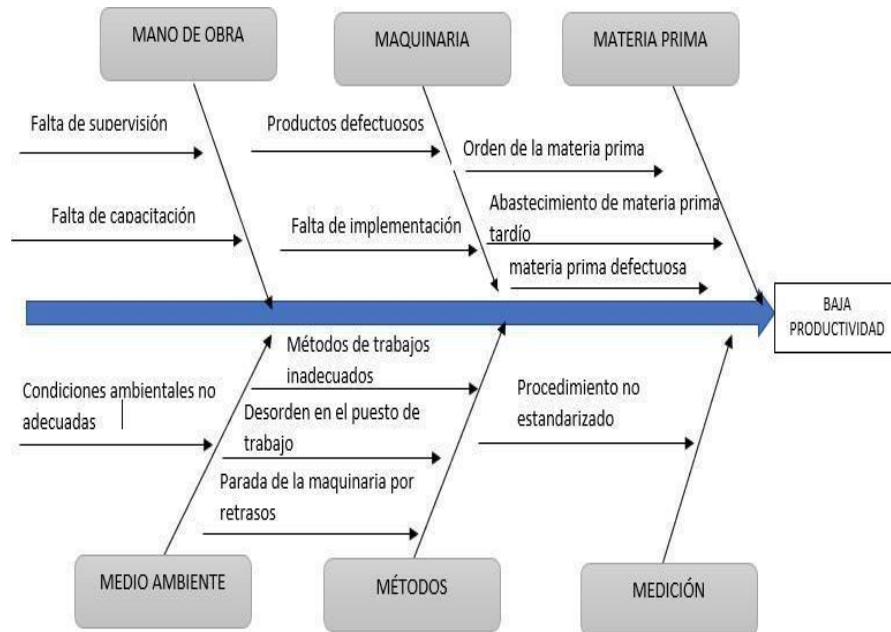 MANO DE OBRA
MAQUINARIA
MATERIA PRIMA
Falta de supervisión
Productos defectuosos
Orden de la materia prima
Falta de capacitación
Falta de implementación
Abastecimiento de materia prima
tardío
materia prima defectuosa
BAJA
PRODUCTIVIDAD
Métodos de trabajos
inadecuados
Condiciones ambientales no
adecuadas
Procedimiento no
estandarizado
Desorden en el puesto de
trabajo
Parada de la maquinaria por
retrasos
MEDIO AMBIENTE
MÉTODOS
MEDICIÓN